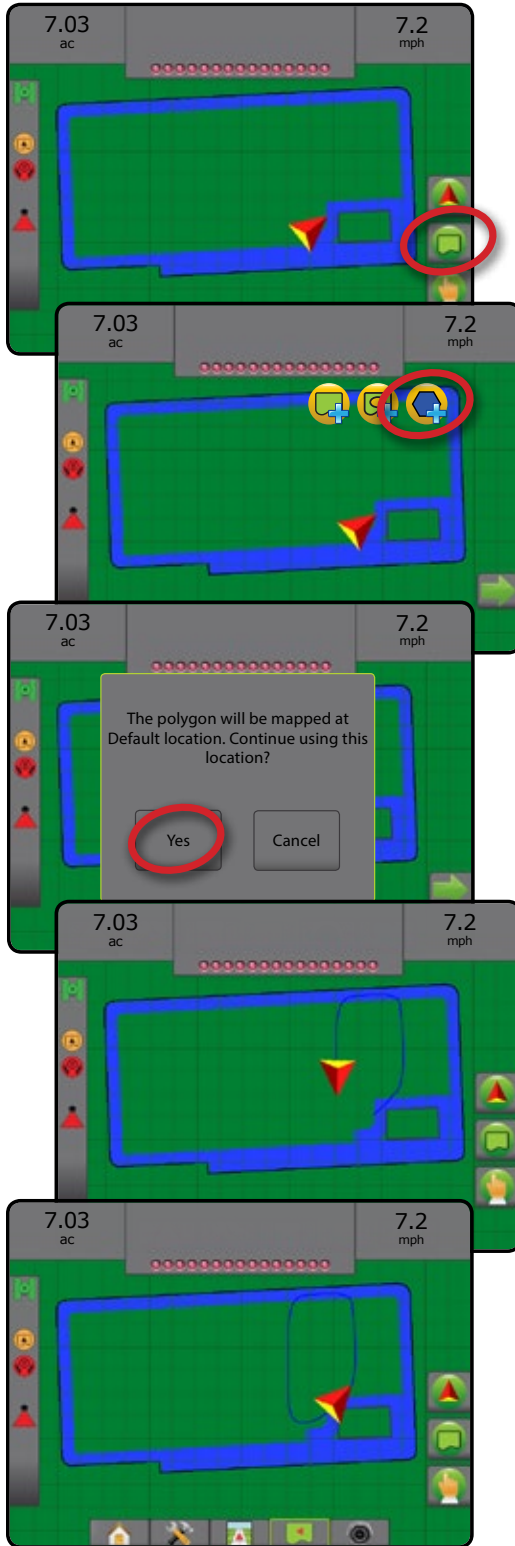 7.03
7.2
ac
mph
7.03
7.2
ac
mph
7.03
7.2
ac
mph
The polygon will be mapped at
Default location. Continue using this
location?
Yes
Cancel
7.03
7.2
ac
mph
7.03
7.2
ac
mph